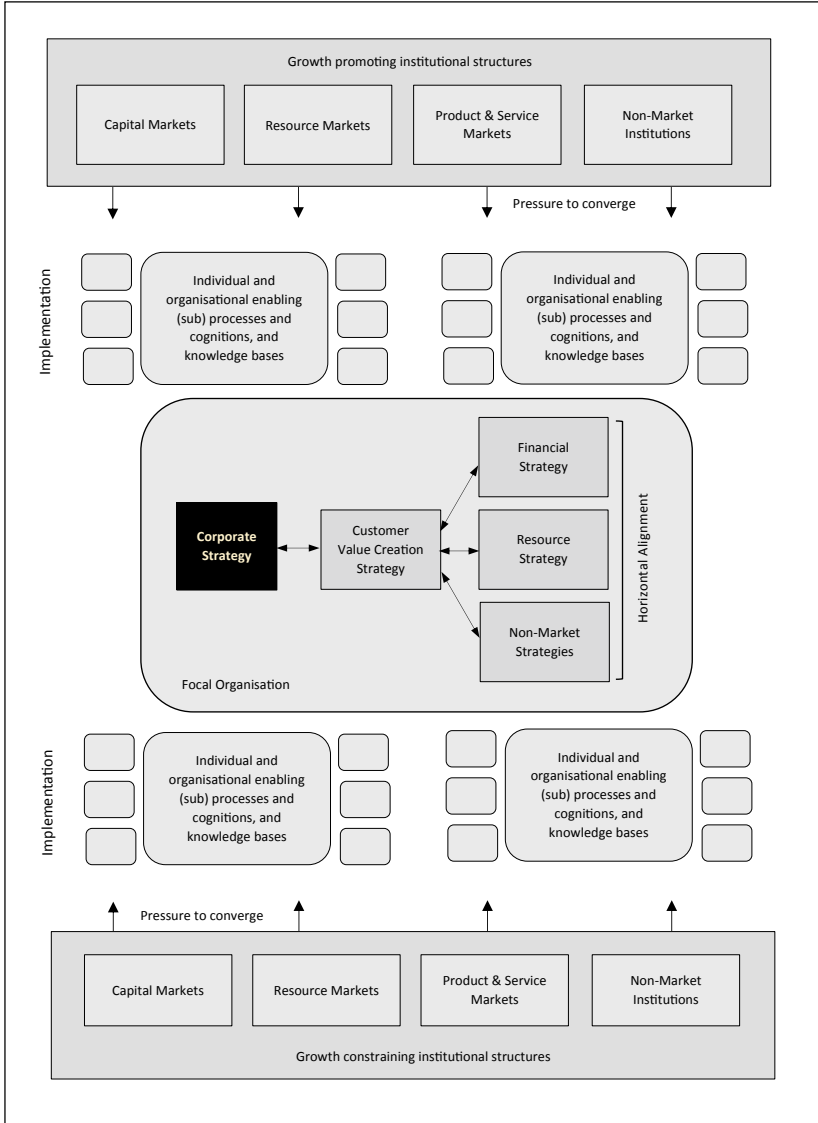 Growth promoting institutional structures
Capital Markets
Resource Markets
Product & Service
Markets
Non-Market
Institutions
Pressure to converge
Implementation
Individual and
organisational enabling
(sub) processes and
cognitions, and
knowledge bases
Individual and
organisational enabling
(sub) processes and
cognitions, and
knowledge bases
Corporate
Strategy
Customer
Value Creation
Strategy
Financial
Strategy
Resource
Strategy
Non-Market
Strategies
Horizontal Alignment
Focal Organisation
Implementation
Individual and
organisational enabling
(sub) processes and
cognitions, and
knowledge bases
Individual and
organisational enabling
(sub) processes and
cognitions, and
knowledge bases
Pressure to converge
Capital Markets
Resource Markets
Product & Service
Markets
Non-Market
Institutions
Growth constraining institutional structures